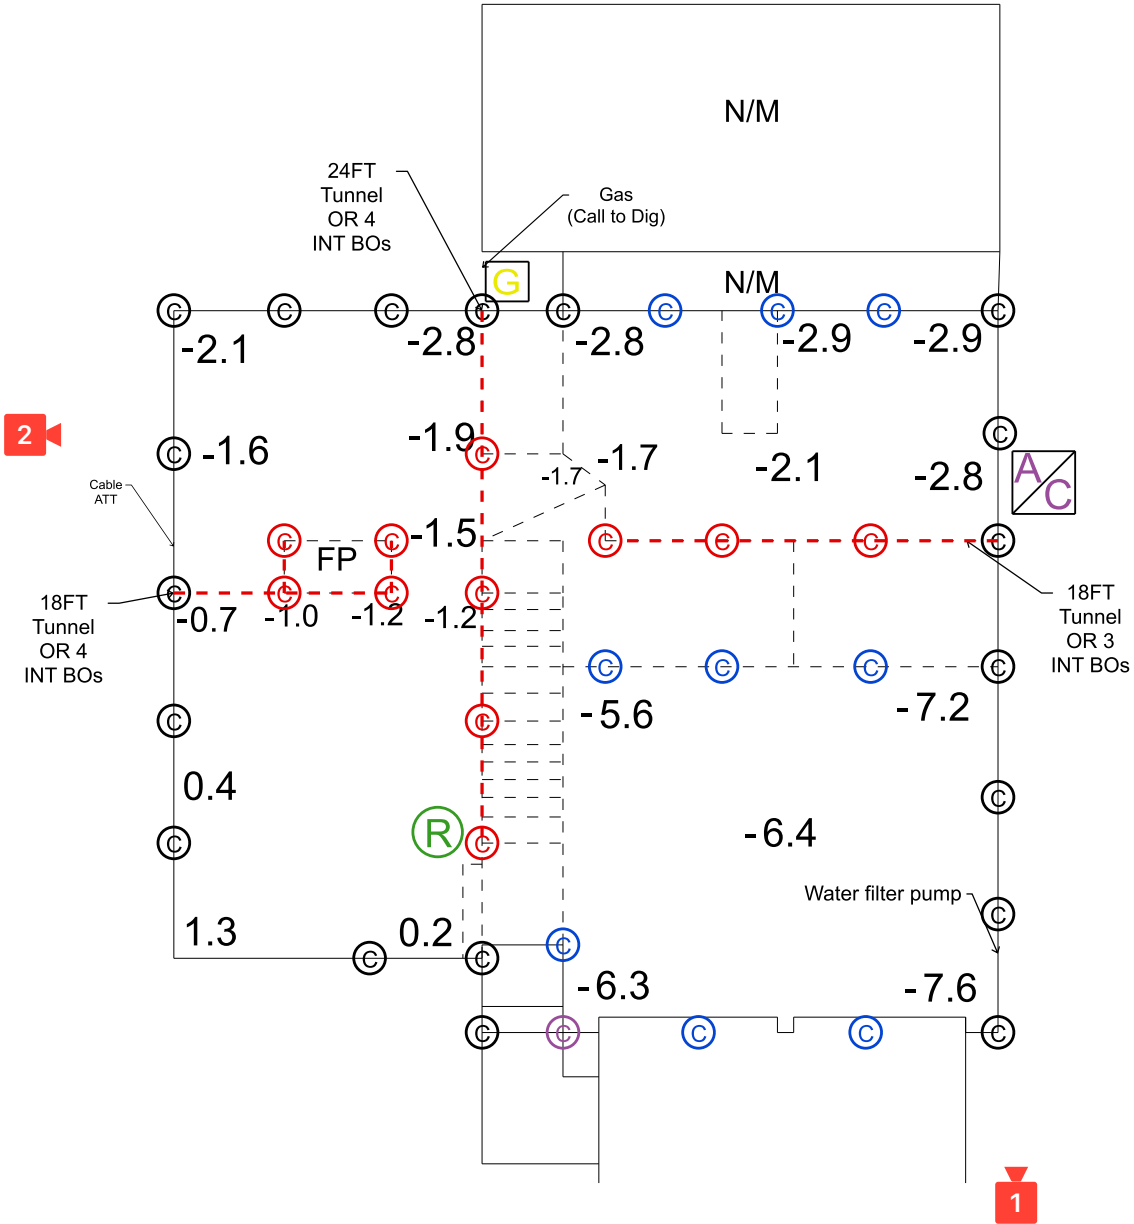 N/M
24FT
Tunnel
OR 4
INT BOs
Gas
(Call to Dig)
G
N/M
C C C C C C C C C
-2.1
-2.8
-2.8
-2.9
-2.9
2
C
-1.6
-1.9
C
-1.7
-1.7
-2.1
C
-2.8
A
C
Cable
ATT
C C
FP
-1.5
C C C C
18FT
Tunnel
OR 4
INT BOs
C C C C
-0.7
-1.0
-1.2
-1.2
18FT
Tunnel
OR 3
INT BOs
C C C C
-5.6
-7.2
C
C
0.4
C
C
R
C
-6.4
Water filter pump
C
1.3
0.2
C
C
C
-6.3
-7.6
C C C C C
1